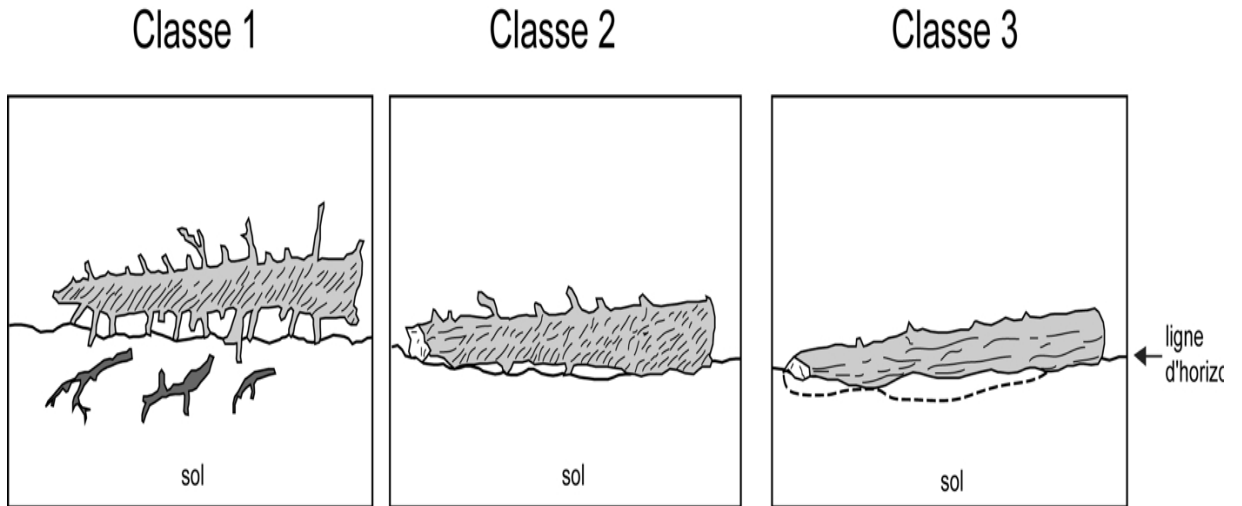 Classe 1
Classe 2
Classe 3
ligne
d'horizo
sol
sol
sol